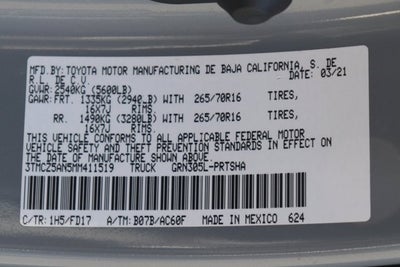 MFD.BY: TOYOTA MOTOR MANUFACTURING DE BAJA CALIFORNIA, S. DE
R.L. DE C.V. DATE: 03/21
GVWR: 2540KG (5600LB)
GAWR: FRT. 1335KG (2940LB) WITH 265/70R16 TIRES,
16X7J RIMS
RR. 1490KG (3280LB) WITH 265/70R16 TIRES,
16X7J RIMS
THIS VEHICLE CONFORMS TO ALL APPLICABLE FEDERAL MOTOR
VEHICLE SAFETY AND THEFT PREVENTION STANDARDS IN EFFECT
ON THE DATE OF MANUFACTURE SHOWN ABOVE.
3TMCZ5AN5MM411519 TRUCK GRN305L-PRTSHA
C/TR: 1H5/FD17 A/TM: B07B/AC60F MADE IN MEXICO 624